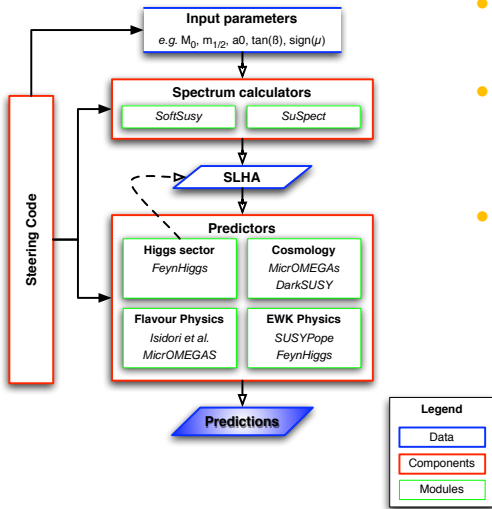 Input parameters
e.g. M0, m1/2, a0, tan(ß), sign(µ)
Spectrum calculators
SoftSusy
SuSpect
SLHA
Steering Code
Predictors
Higgs sector
FeynHiggs
Cosmology
MicrOMEGAs
DarkSUSY
Flavour Physics
Isidori et al.
MicrOMEGAS
EWK Physics
SUSYPope
FeynHiggs
Predictions
Legend
Data
Components
Modules